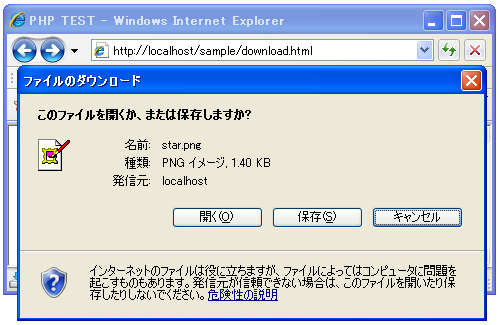 PHP TEST - Windows Internet Explorer
http://localhost/sample/download.html
ファイルのダウンロード
このファイルを開くか、または保存しますか?
名前: star.png
種類: PNG イメージ, 1.40 KB
発信元: localhost
開く(O) 保存(S) キャンセル
インターネットのファイルは役に立ちますが、ファイルによってはコンピュータに問題を
起こすものもあります。発信元が信頼できない場合は、このファイルを開いたり保
存したりしないでください。危険性の説明